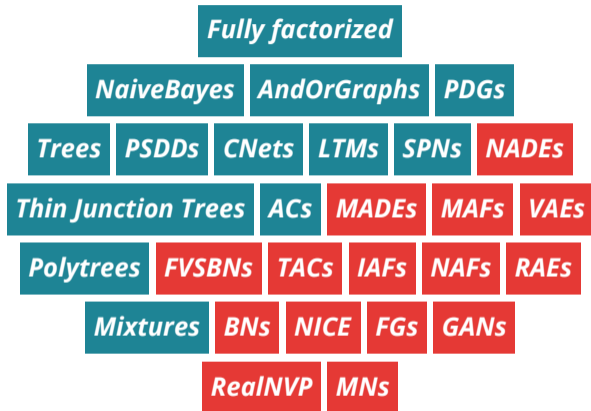 Fully factorized
NaiveBayes AndOrGraphs PDGs
Trees PSDDs CNets LTMs SPNs NADEs
Thin Junction Trees ACs MADEs MAFs VAEs
Polytrees FVSBNs TACs IAFs NAFs RAEs
Mixtures BNs NICE FGs GANs
RealNVP MNs